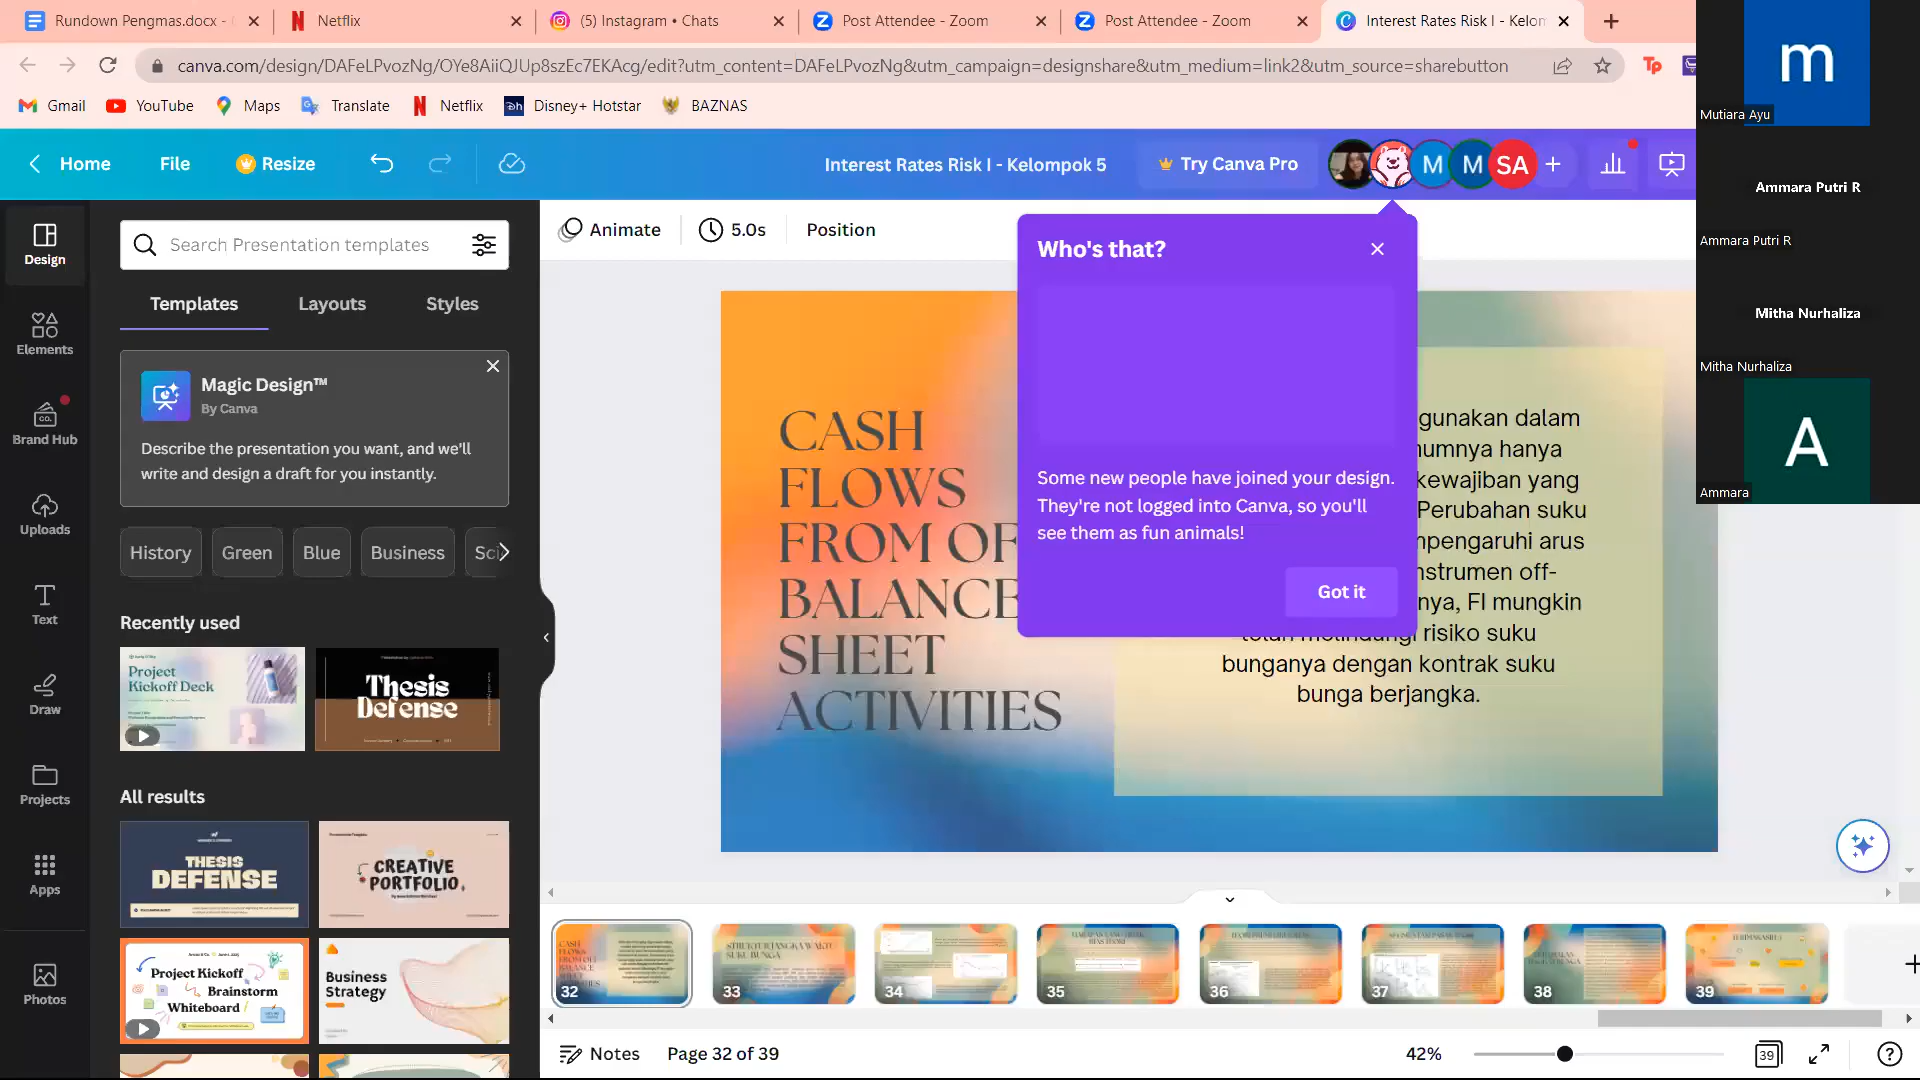 Rundown Pengmas.docx -
Netflix
(5) Instagram • Chats
Post Attendee - Zoom
Post Attendee - Zoom
Interest Rates Risk I - Kelom
canva.com/design/DAFeLPvozNg/OYe8AiiQJUp8szEc7EKAcg/edit?utm_content=DAFeLPvozNg&utm_campaign=designshare&utm_medium=link2&utm_source=sharebutton
Gmail
YouTube
Maps
Translate
Netflix
Disney+ Hotstar
BAZNAS
Home
File
Resize
Interest Rates Risk I - Kelompok 5
Try Canva Pro
M
M
SA
m
Mutiara Ayu
Ammara Putri R
Ammara Putri R
Mitha Nurhaliza
Mitha Nurhaliza
A
Ammara
Design
Elements
Brand Hub
Uploads
Text
Draw
Projects
Apps
Photos
Search Presentation templates
Templates
Layouts
Styles
Magic Design™
By Canva
Describe the presentation you want, and we'll
write and design a draft for you instantly.
History
Green
Blue
Business
Recently used
Project
Kickoff Deck
Thesis
Defense
All results
THESIS
DEFENSE
CREATIVE
PORTFOLIO
Project Kickoff
Brainstorm
Whiteboard
Business
Strategy
Animate
5.0s
Position
CASH
FLOWS
FROM OF
BALANCE
SHEET
ACTIVITIES
Who's that?
Some new people have joined your design.
They're not logged into Canva, so you'll
see them as fun animals!
Got it
gunakan dalam
umnya hanya
kewajiban yang
Perubahan suku
npengaruhi arus
nstrumen off-
nya, FI mungkin
risiko suku
bunganya dengan kontrak suku
bunga berjangka.
32
33
34
35
36
37
38
39
Notes
Page 32 of 39
42%
39